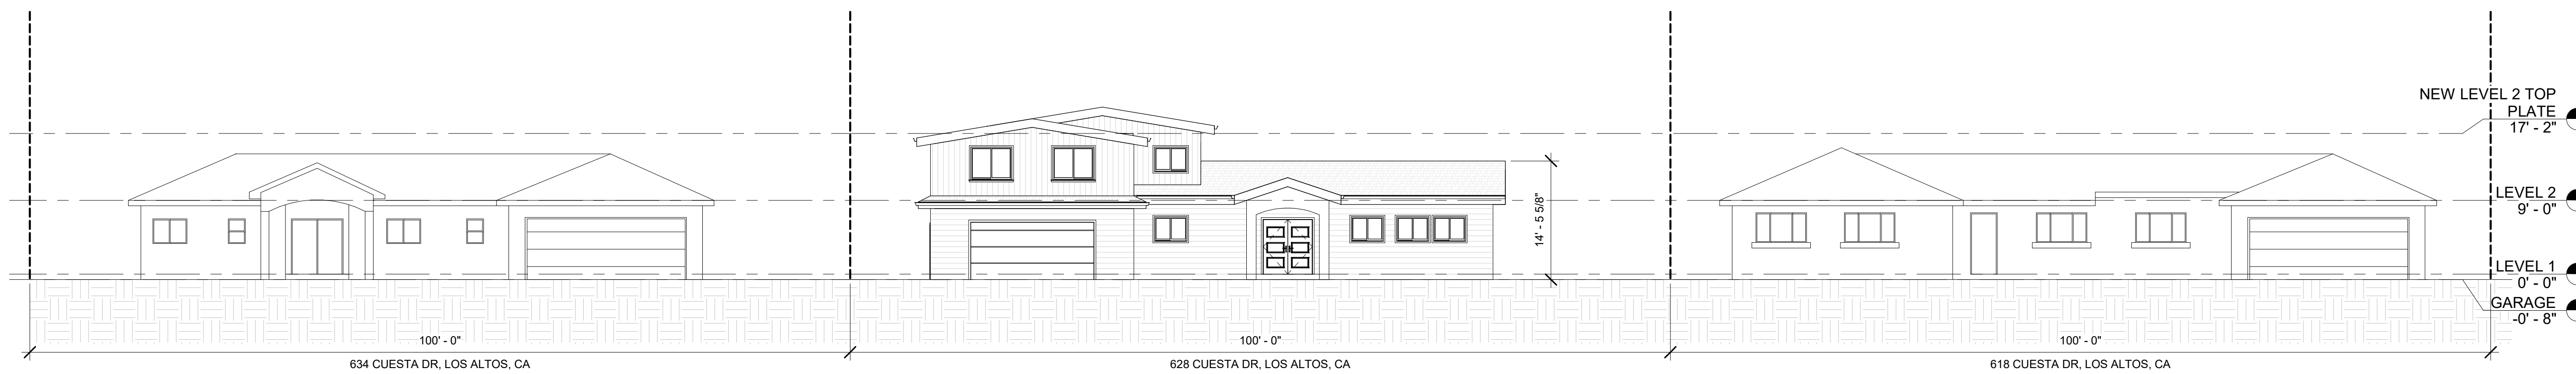 NEW LEVEL 2 TOP
PLATE
17' - 2"
LEVEL 2
9' - 0"
14' - 5 5/8"
LEVEL 1
0' - 0"
GARAGE
-0' - 8"
100' - 0"
100' - 0"
100' - 0"
634 CUESTA DR, LOS ALTOS, CA
628 CUESTA DR, LOS ALTOS, CA
618 CUESTA DR, LOS ALTOS, CA